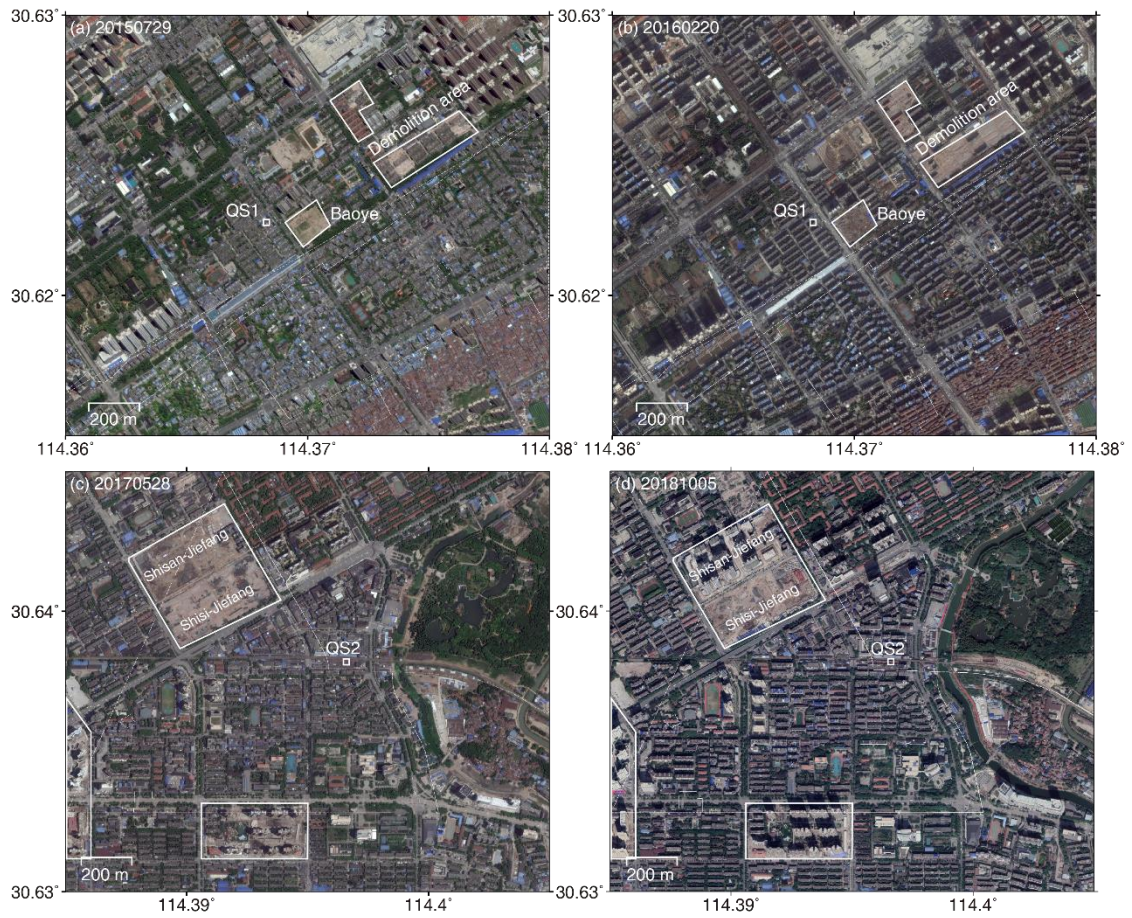 30.63°
(a) 20150729
(b) 20160220
Demolition area
Demolition area
QS1
Baoye
QS1
Baoye
30.62°
30.62°
200 m
200 m
114.36°
114.37°
114.38°
114.36°
114.37°
114.38°
(c) 20170528
(d) 20181005
Shisan-Jiefang
Shisan-Jiefang
30.64°
Shisi-Jiefang
Shisi-Jiefang
30.64°
QS2
QS2
200 m
200 m
30.63°
30.63°
114.39°
114.4°
114.39°
114.4°
30.63°